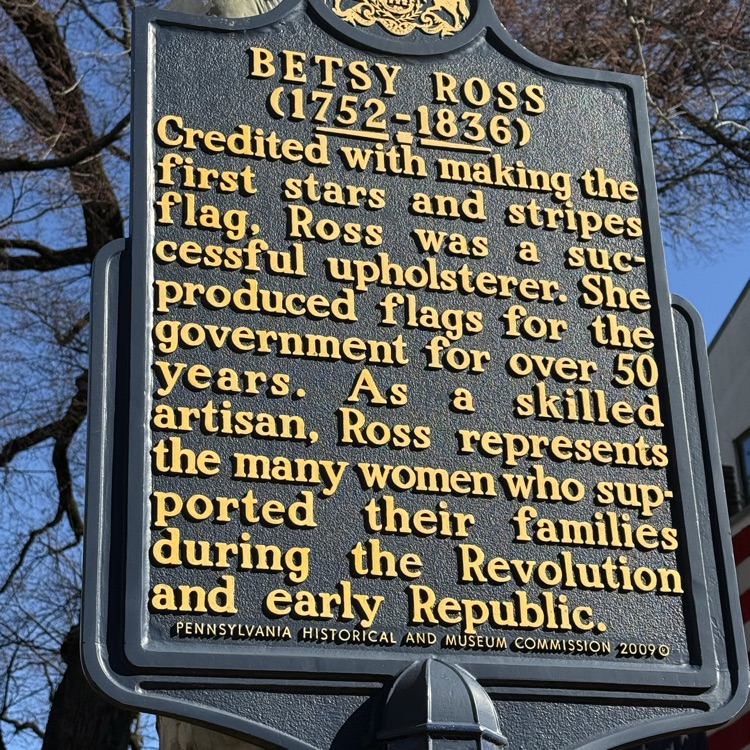 BETSY ROSS
(1752-1836)
Credited with making the
first stars and stripes
flag, Ross was a suc-
cessful upholsterer. She
produced flags for the
government for over 50
years. As a skilled
artisan, Ross represents
the many women who sup-
ported their families
during the Revolution
and early Republic.
PENNSYLVANIA HISTORICAL AND MUSEUM COMMISSION 2009©